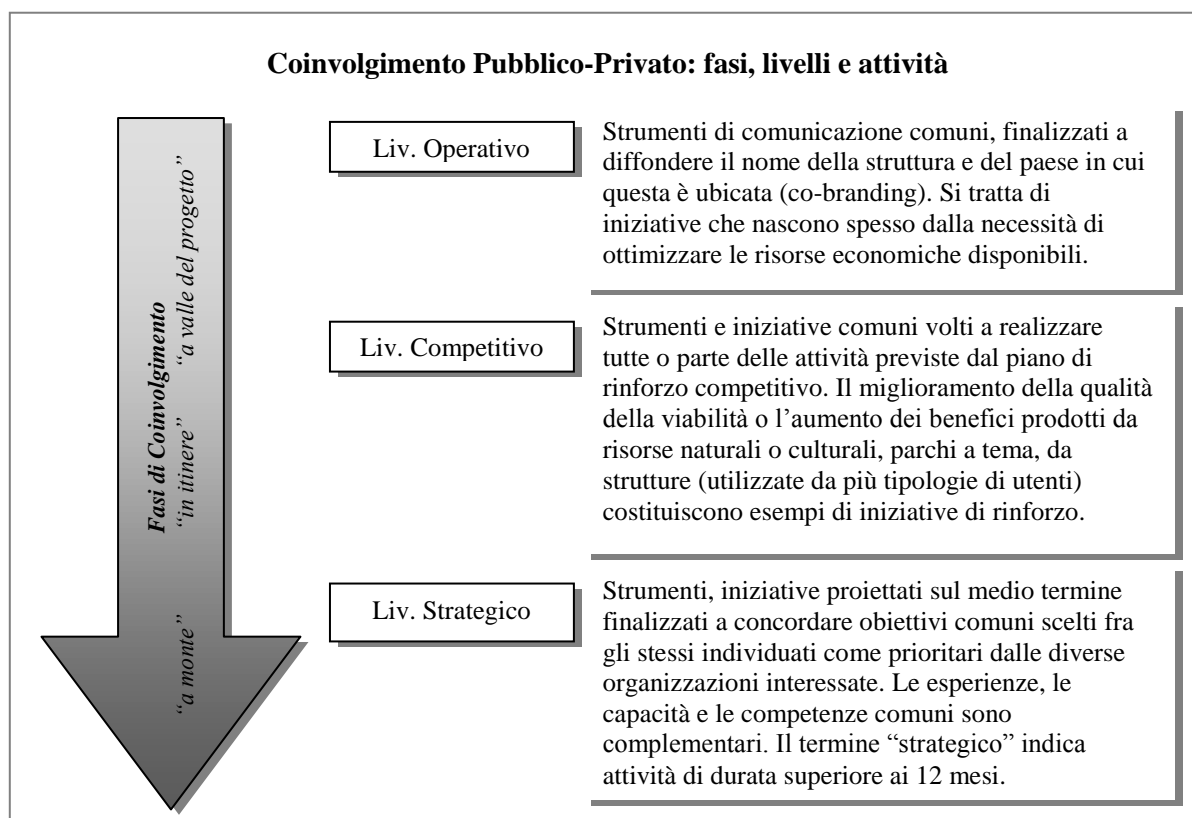 Coinvolgimento Pubblico-Privato: fasi, livelli e attività
Fasi di Coinvolgimento
“a monte” “in itinere” “a valle del progetto”
Liv. Operativo
Strumenti di comunicazione comuni, finalizzati a
diffondere il nome della struttura e del paese in cui
questa è ubicata (co-branding). Si tratta di
iniziative che nascono spesso dalla necessità di
ottimizzare le risorse economiche disponibili.
Liv. Competitivo
Strumenti e iniziative comuni volti a realizzare
tutte o parte delle attività previste dal piano di
rinforzo competitivo. Il miglioramento della qualità
della viabilità o l’aumento dei benefici prodotti da
risorse naturali o culturali, parchi a tema, da
strutture (utilizzate da più tipologie di utenti)
costituiscono esempi di iniziative di rinforzo.
Liv. Strategico
Strumenti, iniziative proiettati sul medio termine
finalizzati a concordare obiettivi comuni scelti fra
gli stessi individuati come prioritari dalle diverse
organizzazioni interessate. Le esperienze, le
capacità e le competenze comuni sono
complementari. Il termine “strategico” indica
attività di durata superiore ai 12 mesi.